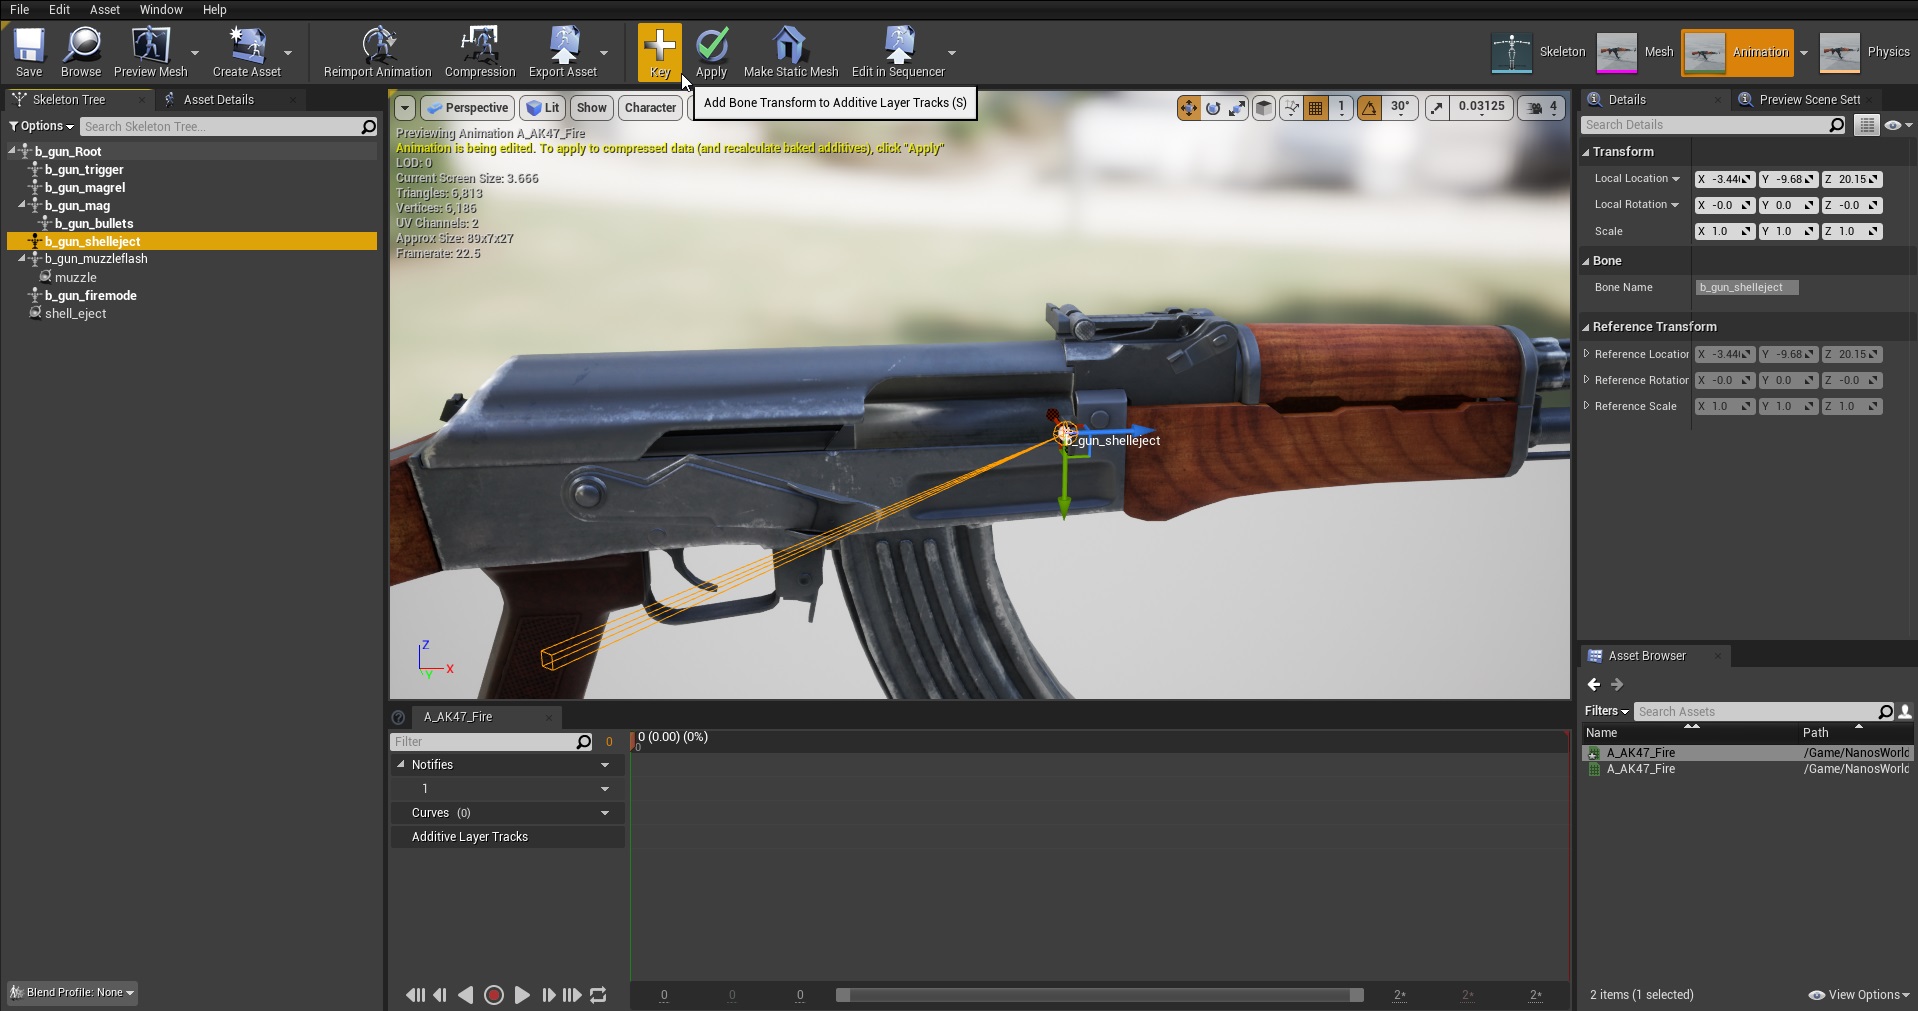 File Edit Asset Window Help
Save Browse Preview Mesh Create Asset Reimport Animation Compression Export Asset Key Apply Make Static Mesh Edit in Sequencer Skeleton Mesh Animation Physics
Add Bone Transform to Additive Layer Tracks (S)
Skeleton Tree Asset Details
Options Search Skeleton Tree...
b_gun_Root
b_gun_trigger
b_gun_magrel
b_gun_mag
b_gun_bullets
b_gun_shelleject
b_gun_muzzleflash
muzzle
b_gun_firemode
shell_eject
Blend Profile: None
Perspective Lit Show Character 1 30° 0.03125 4
Previewing Animation A_AK47_Fire
Animation is being edited. To apply to compressed data (and recalculate baked additives), click "Apply"
LOD: 0
Current Screen Size: 3.666
Triangles: 6,813
Vertices: 6,186
UV Channels: 2
Approx Size: 89x7x27
Framerate: 22.5
b_gun_shelleject
Z
X
Y
A_AK47_Fire
Filter 0 0 (0.00) (0%)
0
Notifies
1
Curves (0)
Additive Layer Tracks
0 0 0 2* 2* 2*
Details Preview Scene Sett
Search Details
Transform
Local Location X -3.44 Y -9.68 Z 20.15
Local Rotation X -0.0 Y 0.0 Z -0.0
Scale X 1.0 Y 1.0 Z 1.0
Bone
Bone Name b_gun_shelleject
Reference Transform
Reference Location X -3.44 Y -9.68 Z 20.15
Reference Rotation X -0.0 Y 0.0 Z -0.0
Reference Scale X 1.0 Y 1.0 Z 1.0
Asset Browser
Filters Search Assets
Name Path
A_AK47_Fire /Game/NanosWorld
A_AK47_Fire /Game/NanosWorld
2 items (1 selected) View Options